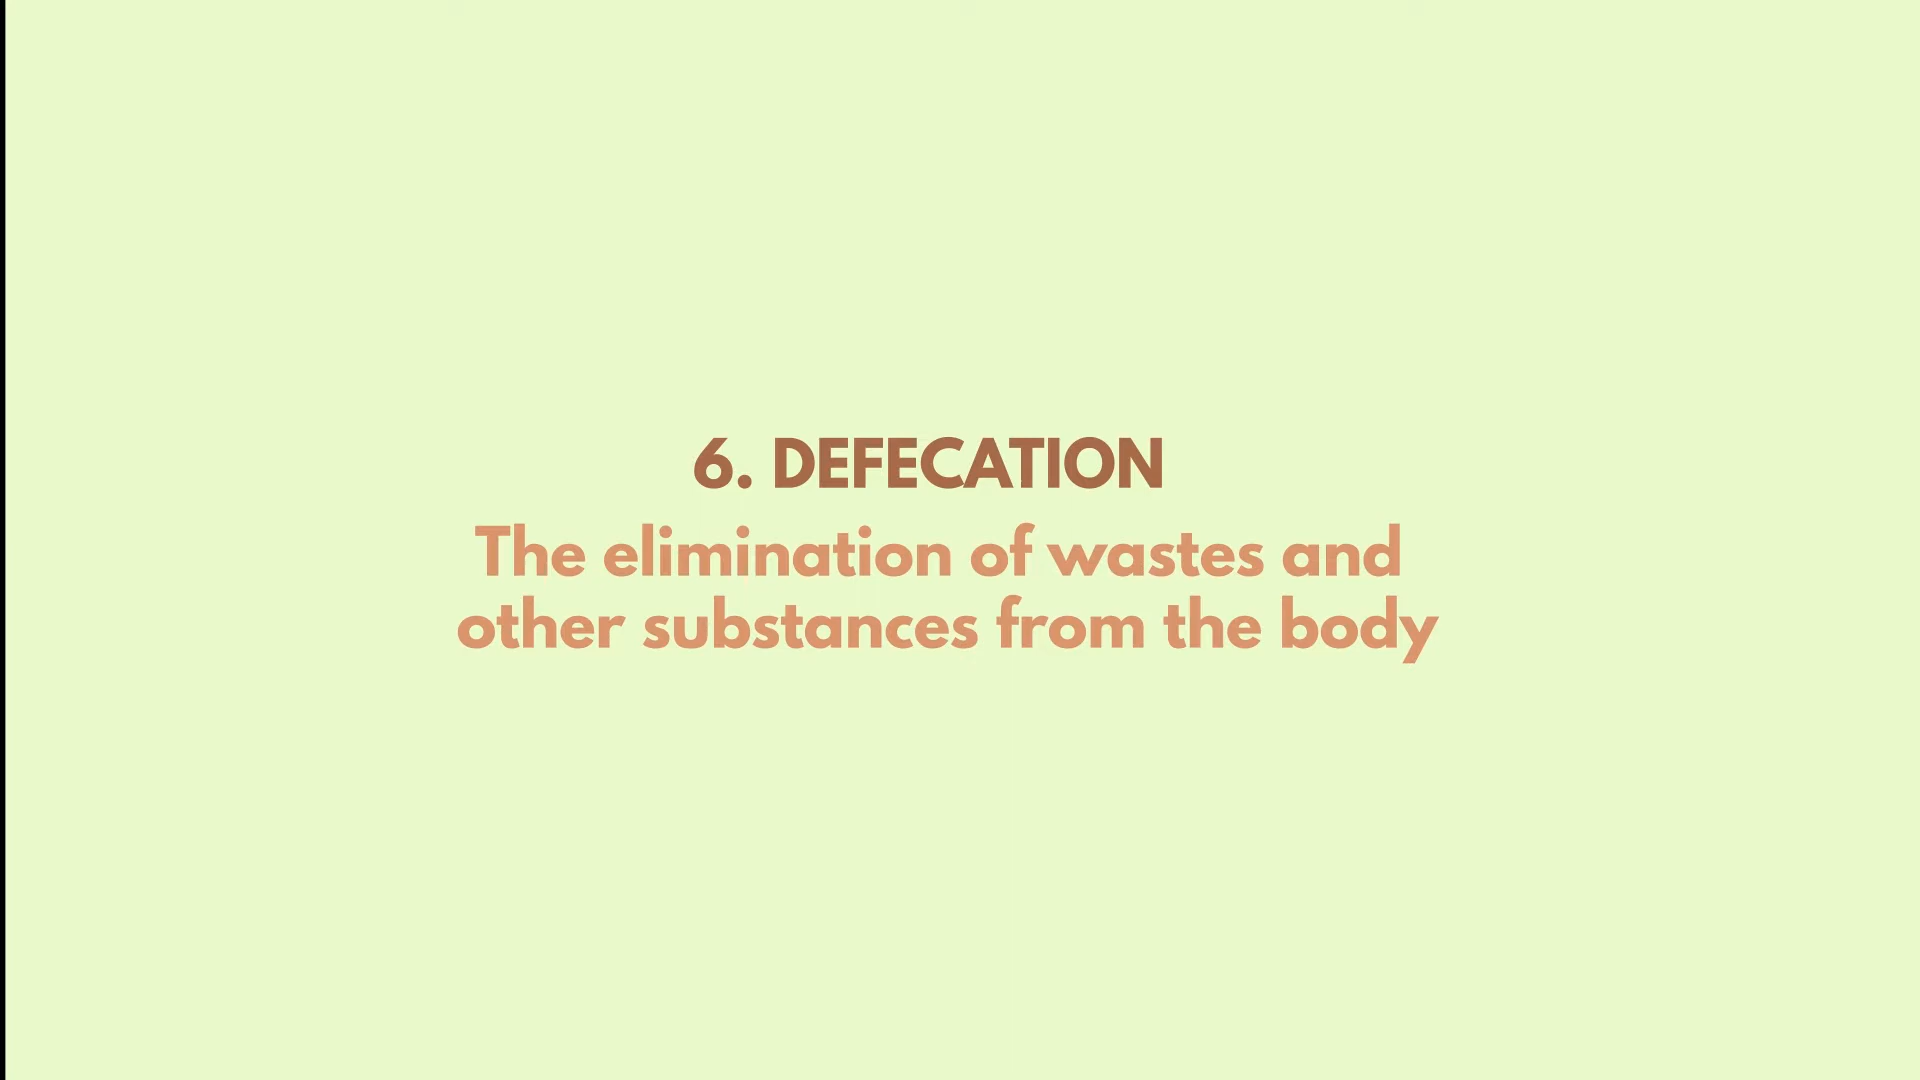 6. DEFECATION
The elimination of wastes and
other substances from the body